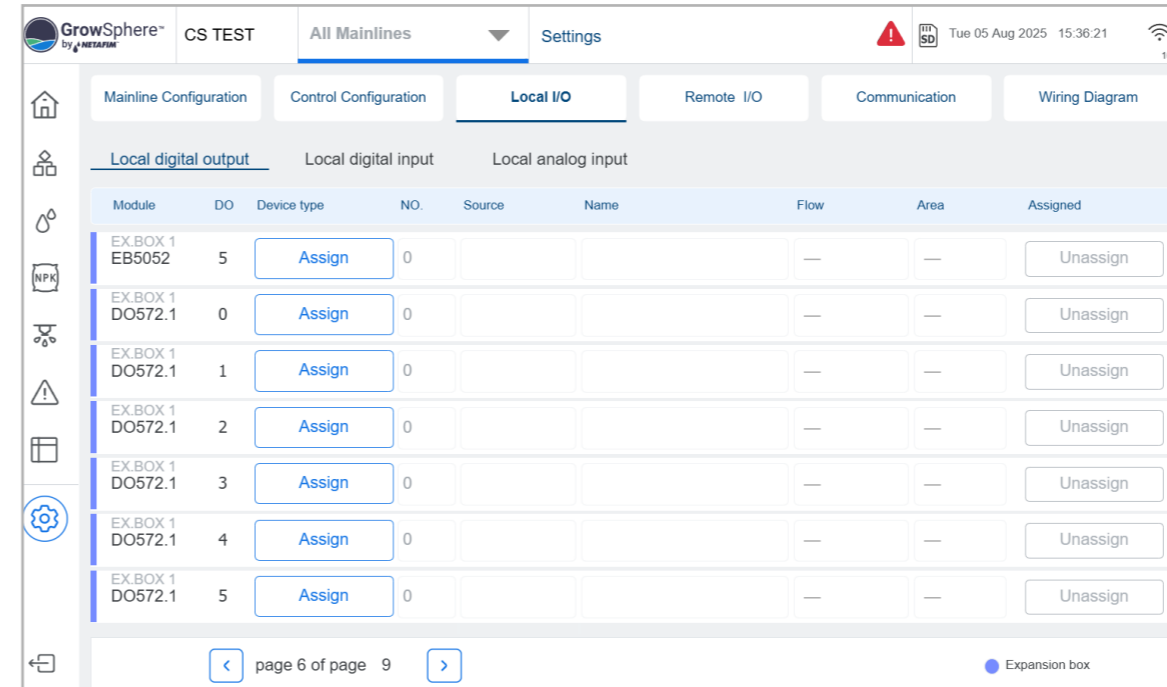 GrowSphere™
by NETAFIM™
CS TEST
All Mainlines
Settings
SD
Tue 05 Aug 2025 15:36:21
Mainline Configuration
Control Configuration
Local I/O
Remote I/O
Communication
Wiring Diagram
Local digital output
Local digital input
Local analog input
Module DO Device type NO. Source Name Flow Area Assigned
EX.BOX 1
EB5052 5 Assign 0 — — Unassign
EX.BOX 1
DO572.1 0 Assign 0 — — Unassign
EX.BOX 1
DO572.1 1 Assign 0 — — Unassign
NPK
EX.BOX 1
DO572.1 2 Assign 0 — — Unassign
EX.BOX 1
DO572.1 3 Assign 0 — — Unassign
EX.BOX 1
DO572.1 4 Assign 0 — — Unassign
EX.BOX 1
DO572.1 5 Assign 0 — — Unassign
< page 6 of page 9 >
Expansion box